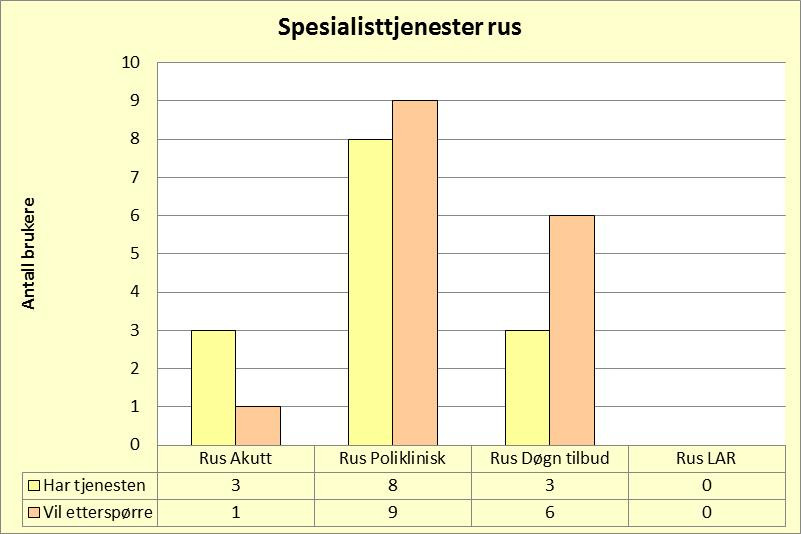 Spesialisttjenester rus
Antall brukere
10
9
8
7
6
5
4
3
2
1
0
Rus Akutt Rus Poliklinisk Rus Døgn tilbud Rus LAR
Har tjenesten 3 8 3 0
Vil etterspørre 1 9 6 0